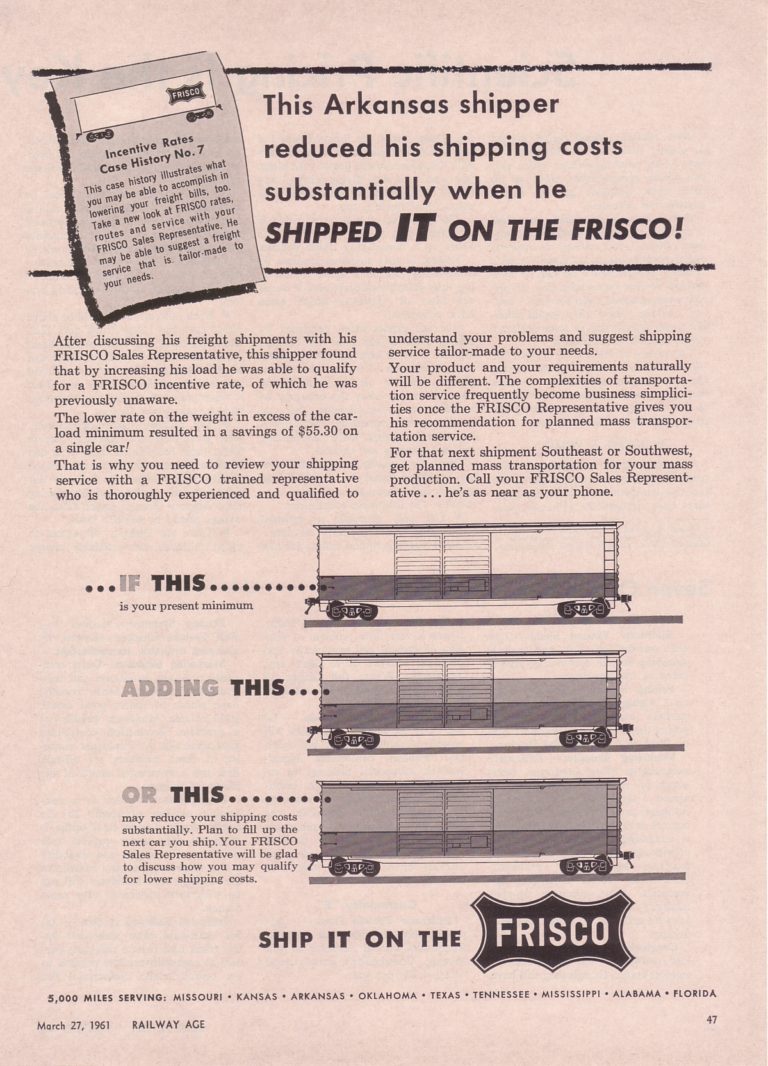 FRISCO
Incentive Rates
Case History No. 7
This case history illustrates what
you may be able to accomplish in
lowering your freight bills, too.
Take a new look at FRISCO rates,
routes and service with your
FRISCO Sales Representative. He
may be able to suggest a freight
service that is tailor-made to
your needs.
This Arkansas shipper
reduced his shipping costs
substantially when he
SHIPPED IT ON THE FRISCO!
After discussing his freight shipments with his
FRISCO Sales Representative, this shipper found
that by increasing his load he was able to qualify
for a FRISCO incentive rate, of which he was
previously unaware.
The lower rate on the weight in excess of the car-
load minimum resulted in a savings of $55.30 on
a single car!
That is why you need to review your shipping
service with a FRISCO trained representative
who is thoroughly experienced and qualified to
understand your problems and suggest shipping
service tailor-made to your needs.
Your product and your requirements naturally
will be different. The complexities of transporta-
tion service frequently become business simplici-
ties once the FRISCO Representative gives you
his recommendation for planned mass transpor-
tation service.
For that next shipment Southeast or Southwest,
get planned mass transportation for your mass
production. Call your FRISCO Sales Represent-
ative . . . he's as near as your phone.
...IF THIS...........
is your present minimum
ADDING THIS....
OR THIS.........
may reduce your shipping costs
substantially. Plan to fill up the
next car you ship. Your FRISCO
Sales Representative will be glad
to discuss how you may qualify
for lower shipping costs.
SHIP IT ON THE FRISCO
5,000 MILES SERVING: MISSOURI • KANSAS • ARKANSAS • OKLAHOMA • TEXAS • TENNESSEE • MISSISSIPPI • ALABAMA • FLORIDA
March 27, 1961 RAILWAY AGE 47